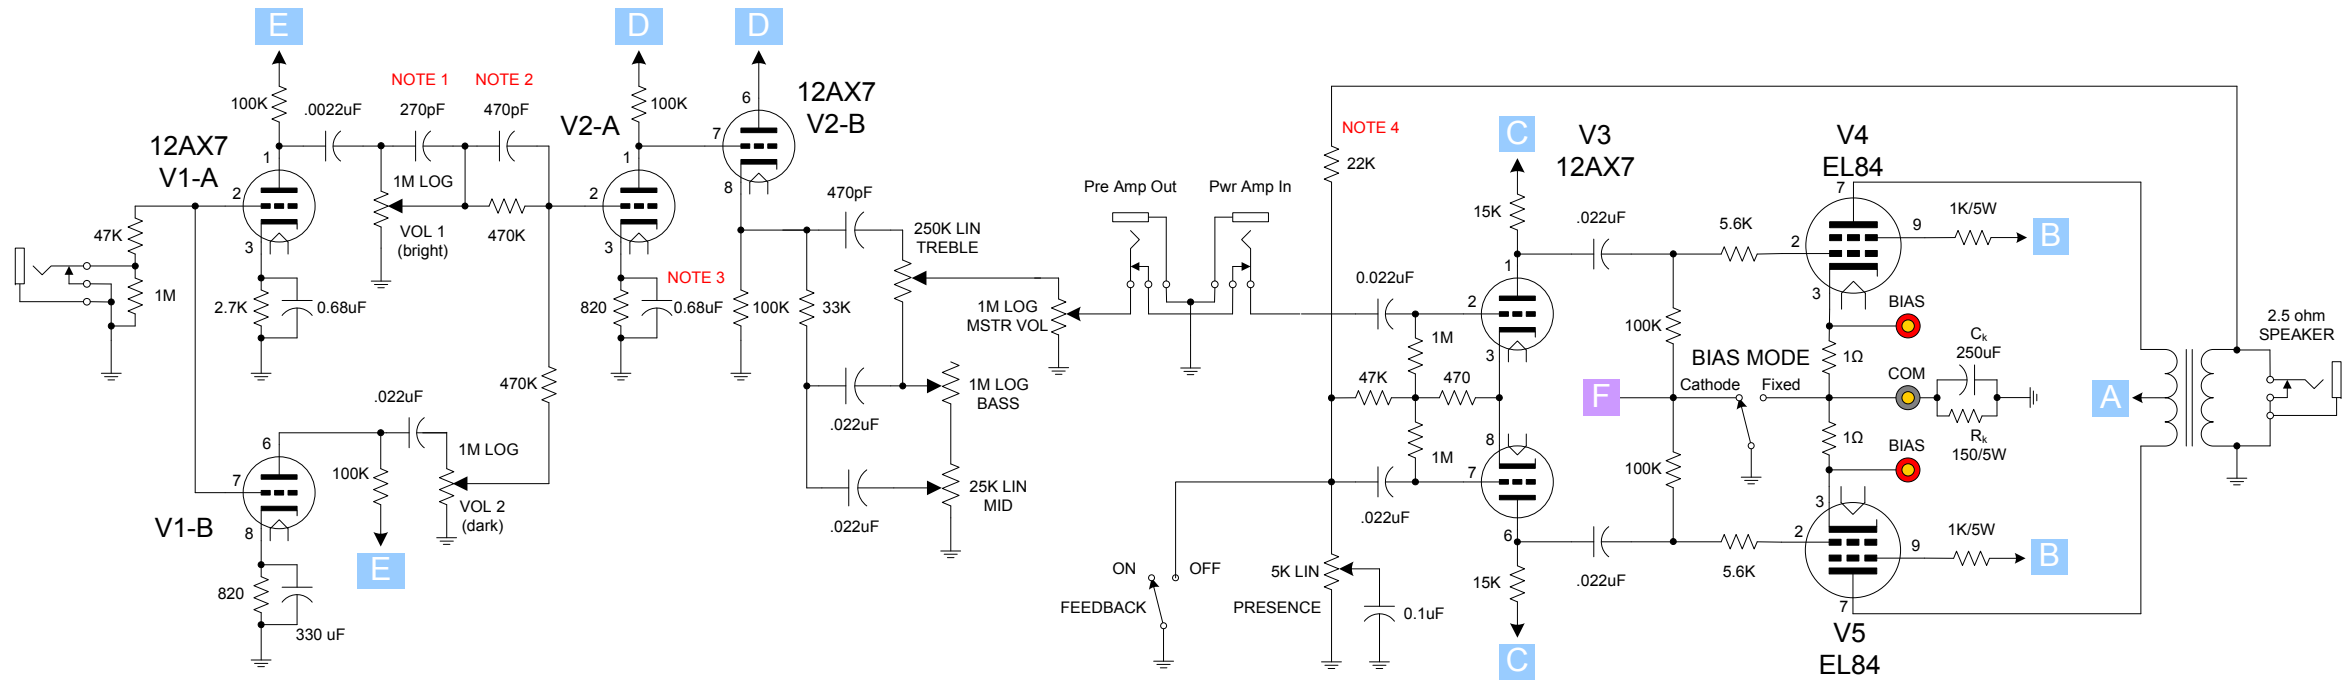 E
D
D
NOTE 1
NOTE 2
100K
.0022uF
270pF
470pF
100K
6
12AX7
V2-B
12AX7
V1-A
V2-A
7
1
1
8
2
1M LOG
2
47K
VOL 1
(bright)
470K
3
3
470pF
250K LIN
TREBLE
1M
2.7K
0.68uF
NOTE 3
820
0.68uF
100K
33K
1M LOG
MSTR VOL
470K
1M LOG
BASS
.022uF
.022uF
6
1M LOG
7
100K
VOL 2
(dark)
25K LIN
MID
.022uF
V1-B
8
E
820
330 uF
NOTE 4
22K
Pre Amp Out
Pwr Amp In
C
V3
12AX7
V4
EL84
7
15K
.022uF
5.6K
2
9
1K/5W
B
1
3
0.022uF
2
BIAS
1M
3
100K
1Ω
Ck
250uF
2.5 ohm
SPEAKER
BIAS MODE
47K
470
Cathode
Fixed
COM
F
A
8
1Ω
Rk
150/5W
1M
7
100K
BIAS
.022uF
3
6
2
9
1K/5W
B
ON
OFF
5K LIN
15K
.022uF
5.6K
FEEDBACK
PRESENCE
0.1uF
7
C
V5
EL84